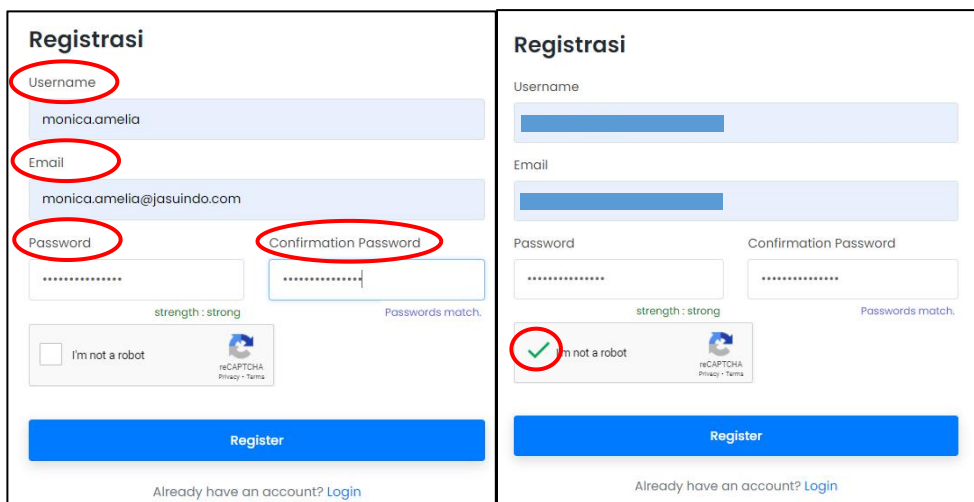 Registrasi
Username
monica.amelia
Email
monica.amelia@jasuindo.com
Password Confirmation Password
strength : strong Passwords match.
I'm not a robot
reCAPTCHA
Privacy - Terms
Register
Already have an account? Login
Registrasi
Username
Email
Password Confirmation Password
strength : strong Passwords match.
I'm not a robot
reCAPTCHA
Privacy - Terms
Register
Already have an account? Login